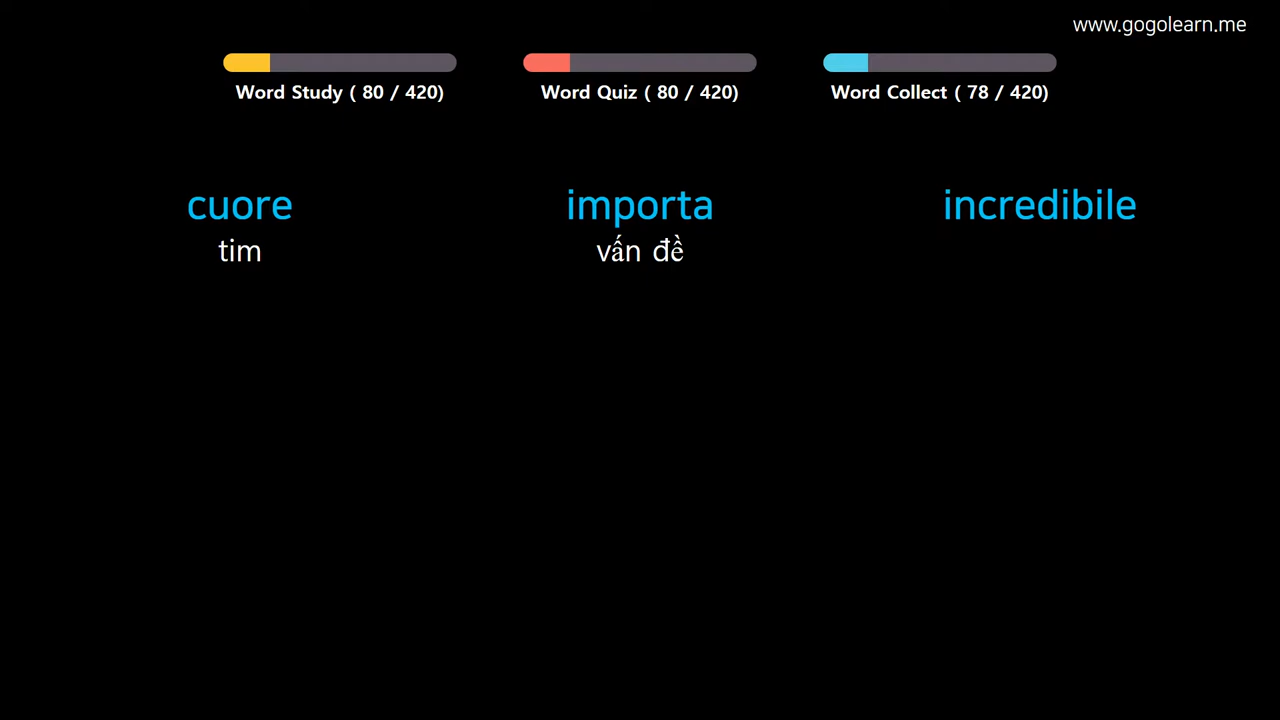 www.gogolearn.me
Word Study ( 80 / 420)
Word Quiz ( 80 / 420)
Word Collect ( 78 / 420)
cuore
tim
importa
vấn đề
incredibile